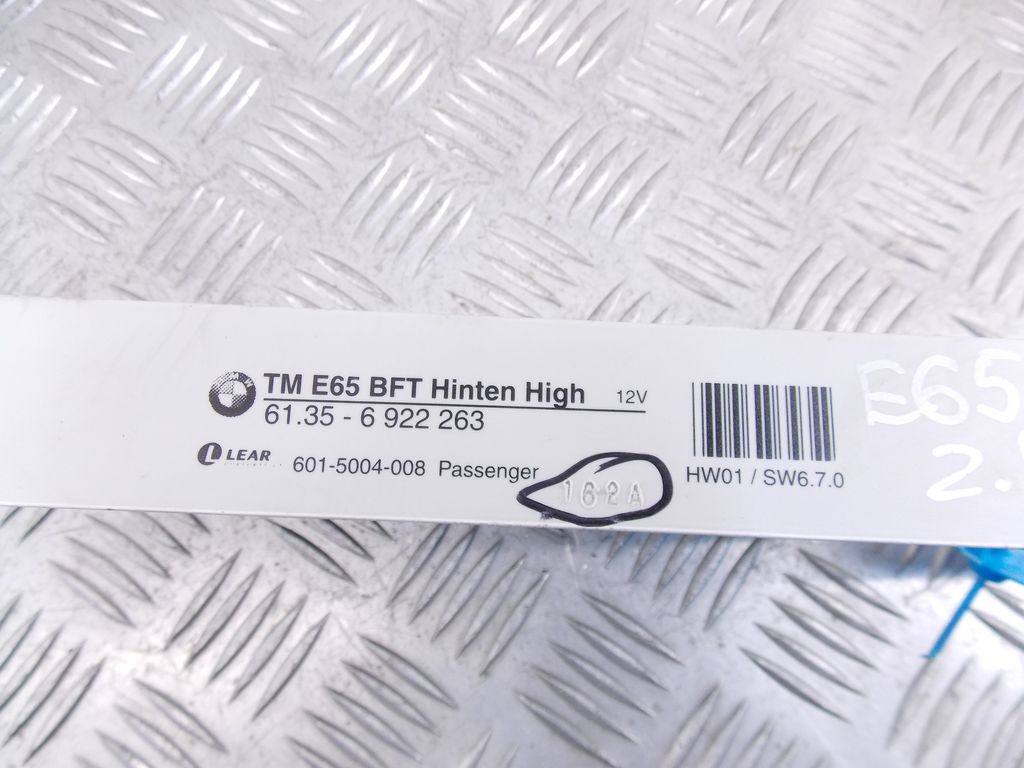 TM E65 BFT Hinten High 12V
61.35 - 6 922 263
LEAR
601-5004-008 Passenger
162A
HW01 / SW6.7.0
E65
2.